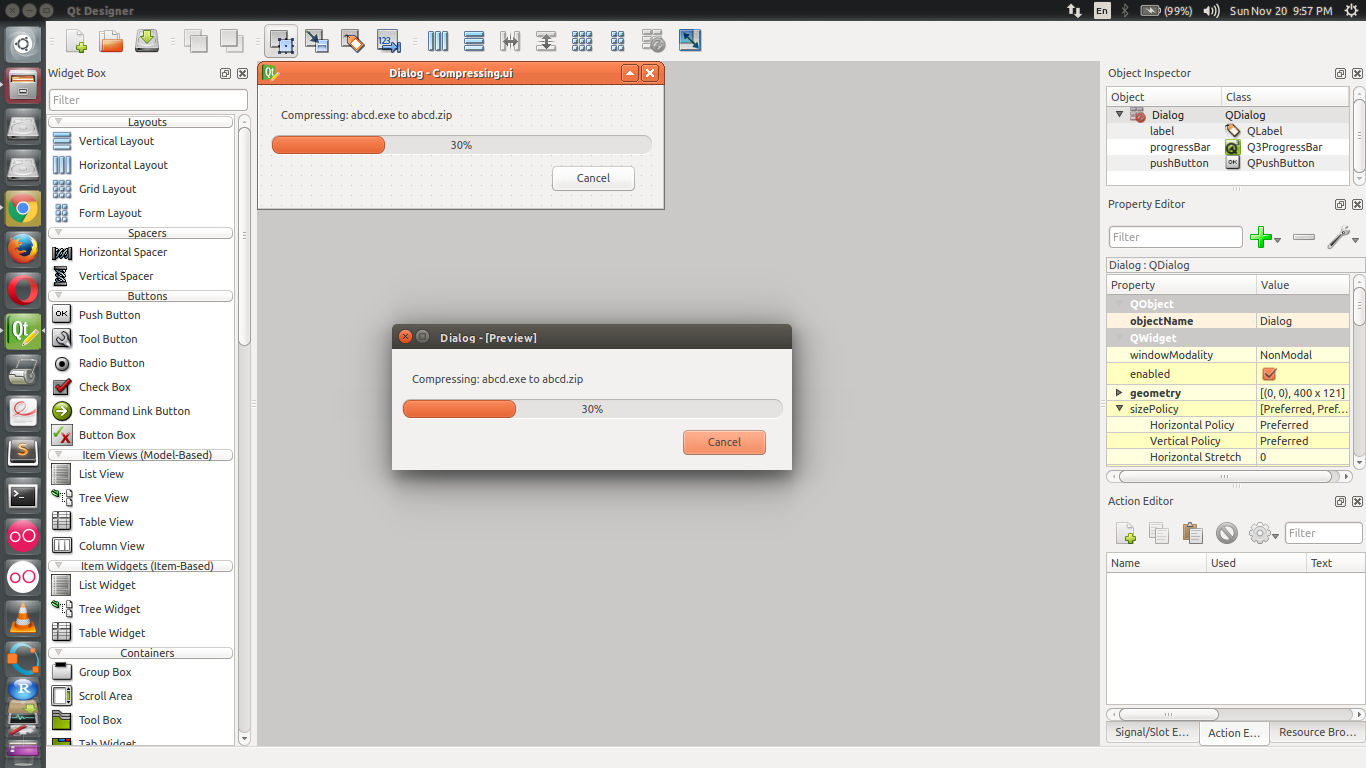 Qt Designer
En
(99%)
Sun Nov 20 9:57 PM
123
Widget Box
Filter
Layouts
Vertical Layout
Horizontal Layout
Grid Layout
Form Layout
Spacers
Horizontal Spacer
Vertical Spacer
Buttons
OK
Push Button
Tool Button
Radio Button
Check Box
Command Link Button
Button Box
Item Views (Model-Based)
List View
Tree View
Table View
Column View
Item Widgets (Item-Based)
List Widget
Tree Widget
Table Widget
Containers
Group Box
Scroll Area
Tool Box
Tab Widget
Qt
Dialog - Compressing.ui
Compressing: abcd.exe to abcd.zip
30%
Cancel
Dialog - [Preview]
Compressing: abcd.exe to abcd.zip
30%
Cancel
Object Inspector
Object Class
Dialog QDialog
label QLabel
progressBar Q3ProgressBar
pushButton OK QPushButton
Property Editor
Filter
Dialog : QDialog
Property Value
QObject
objectName Dialog
QWidget
windowModality NonModal
enabled
geometry [(0, 0), 400 x 121]
sizePolicy [Preferred, Pref...
Horizontal Policy Preferred
Vertical Policy Preferred
Horizontal Stretch 0
Action Editor
Filter
Name Used Text
Signal/Slot E... Action E... Resource Bro...